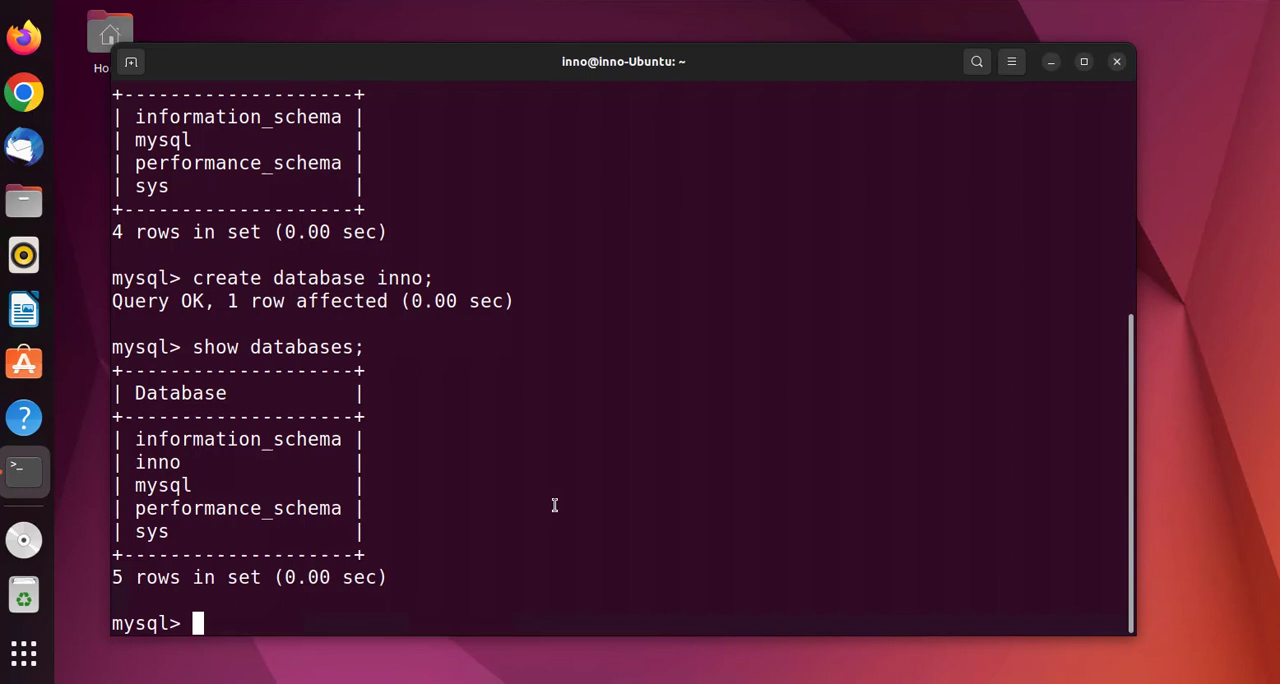 Ho
inno@inno-Ubuntu: ~
+--------------------+
| information_schema |
| mysql              |
| performance_schema |
| sys                |
+--------------------+
4 rows in set (0.00 sec)
mysql> create database inno;
Query OK, 1 row affected (0.00 sec)
mysql> show databases;
+--------------------+
| Database           |
+--------------------+
| information_schema |
| inno               |
| mysql              |
| performance_schema |
| sys                |
+--------------------+
5 rows in set (0.00 sec)
mysql>